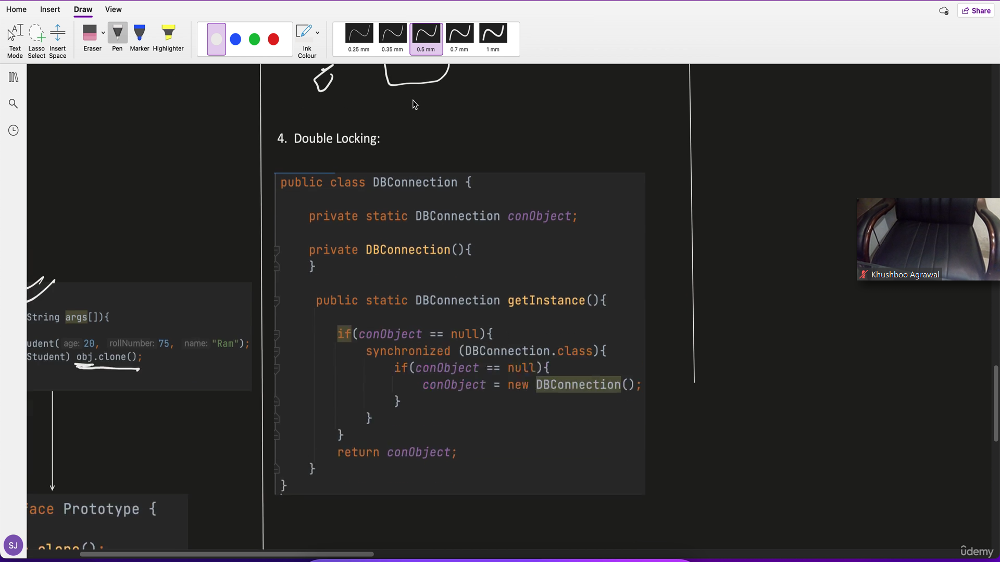 Home Insert Draw View
Share
Text Mode
Lasso Select
Insert Space
Eraser
Pen
Marker
Highlighter
Ink Colour
0.25 mm
0.35 mm
0.5 mm
0.7 mm
1 mm
4. Double Locking:
public class DBConnection {
private static DBConnection conObject;
private DBConnection(){
}
public static DBConnection getInstance(){
if(conObject == null){
synchronized (DBConnection.class){
if(conObject == null){
conObject = new DBConnection();
}
}
}
return conObject;
}
}
String args[]){
udent( age: 20, rollNumber: 75, name: "Ram");
Student) obj.clone();
face Prototype {
clone();
Khushboo Agrawal
SJ
ûdemy